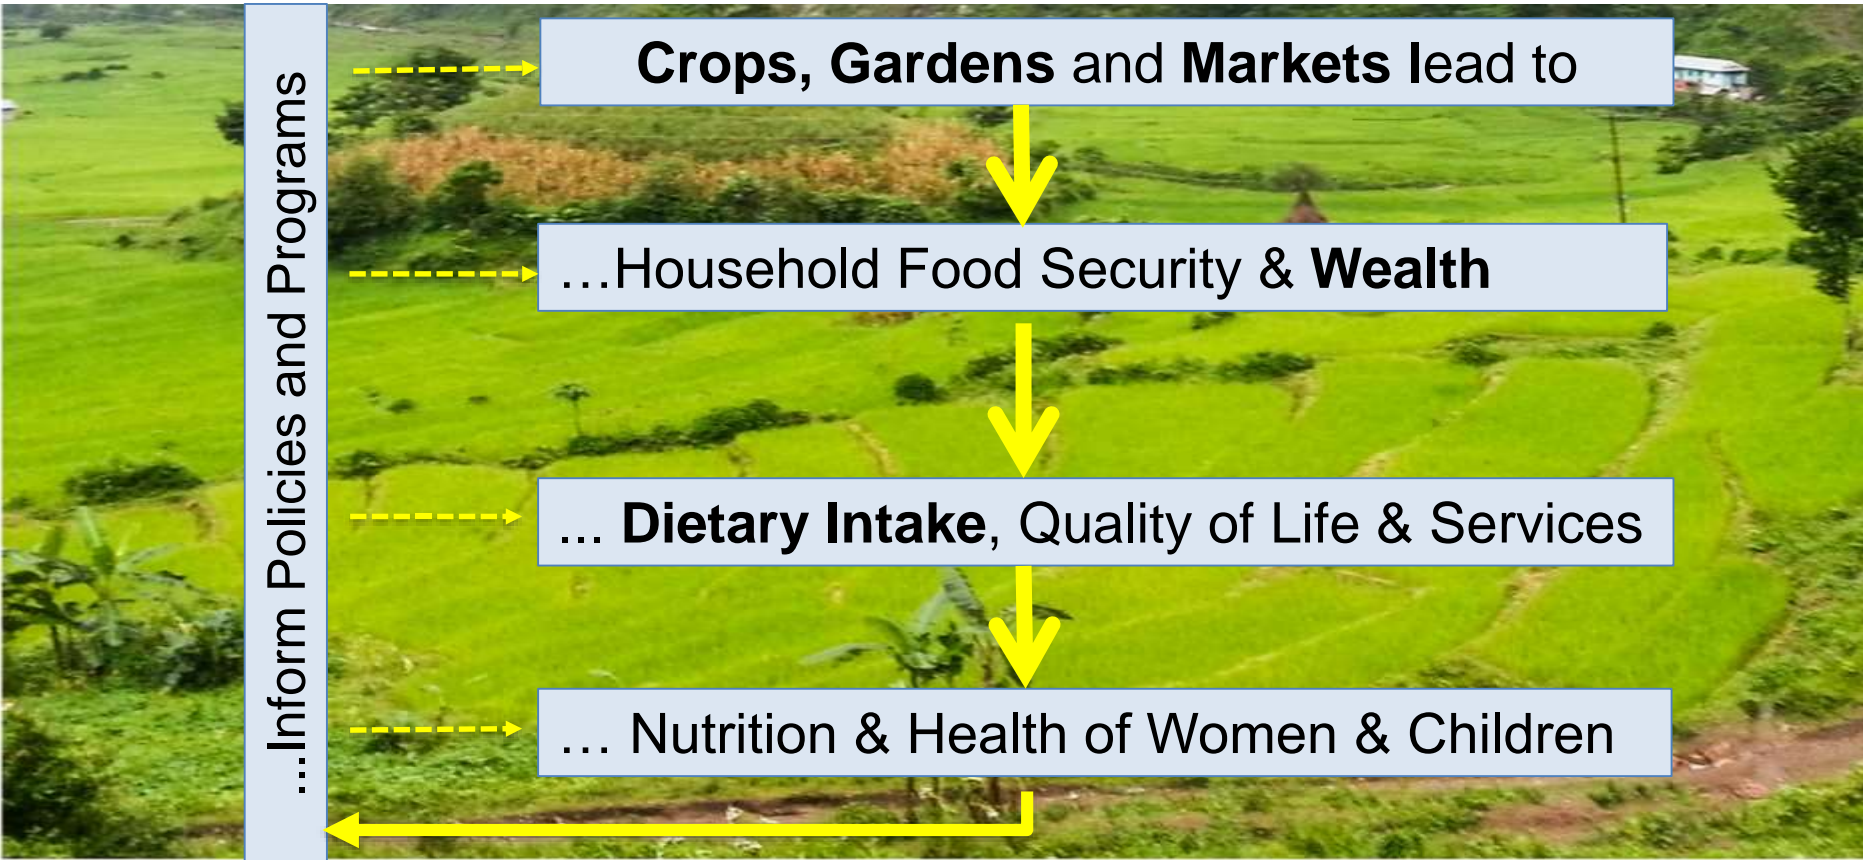 Crops, Gardens and Markets lead to
…Household Food Security & Wealth
... Dietary Intake, Quality of Life & Services
… Nutrition & Health of Women & Children
...Inform Policies and Programs